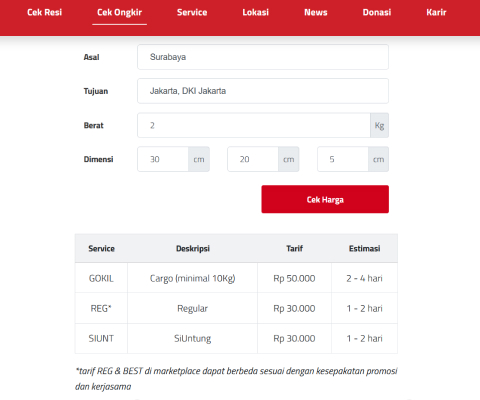 Cek Resi Cek Ongkir Service Lokasi News Donasi Karir
Asal Surabaya
Tujuan Jakarta, DKI Jakarta
Berat 2 Kg
Dimensi 30 cm 20 cm 5 cm
Cek Harga
Service Deskripsi Tarif Estimasi
GOKIL Cargo (minimal 10Kg) Rp 50.000 2 - 4 hari
REG* Regular Rp 30.000 1 - 2 hari
SIUNT SiUntung Rp 30.000 1 - 2 hari
*tarif REG & BEST di marketplace dapat berbeda sesuai dengan kesepakatan promosi
dan kerjasama